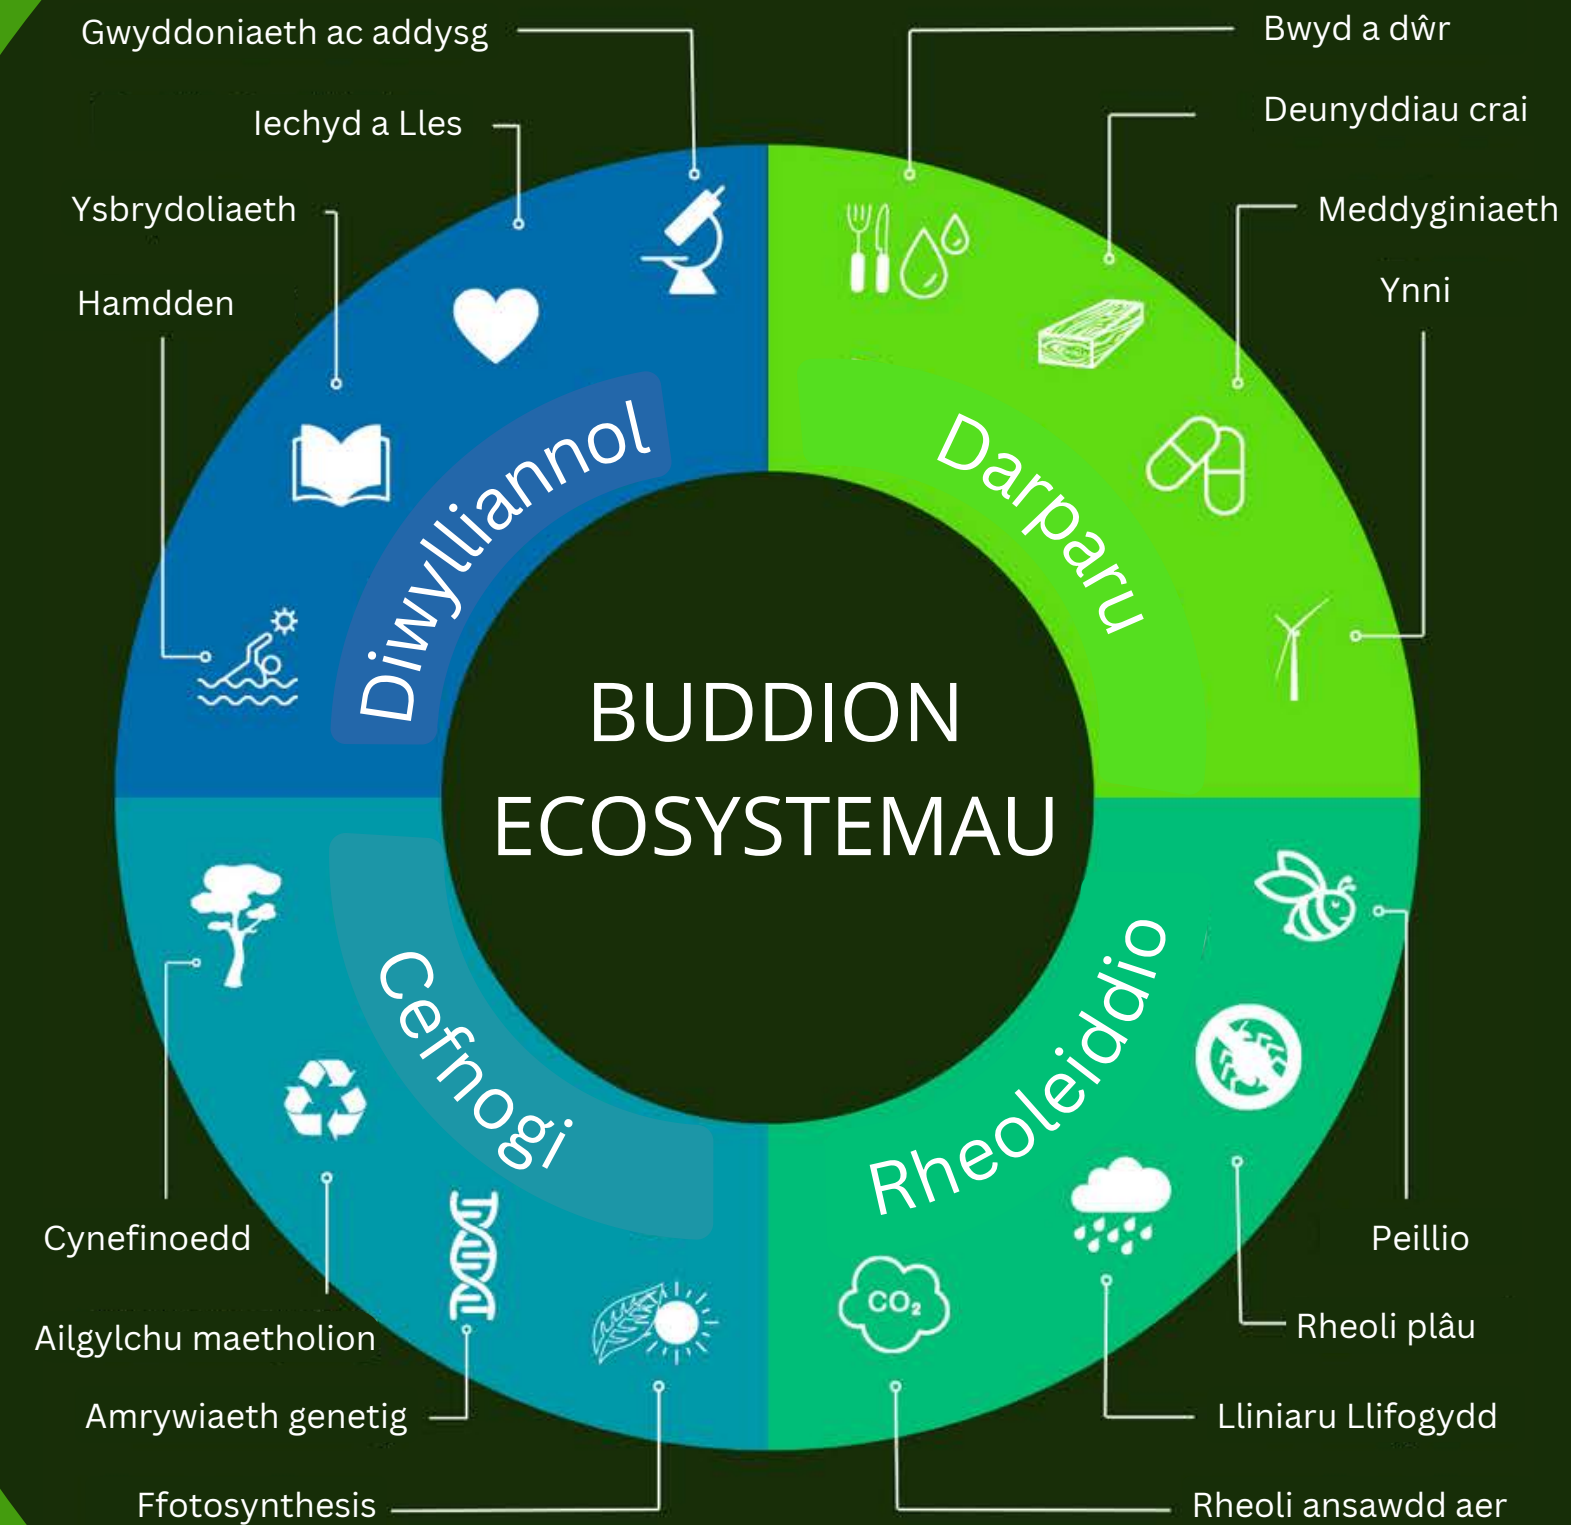 Gwyddoniaeth ac addysg
Iechyd a Lles
Ysbrydoliaeth
Hamdden
Bwyd a dŵr
Deunyddiau crai
Meddyginiaeth
Ynni
Diwylliannol
Darparu
BUDDION
ECOSYSTEMAU
Cefnogi
Rheoleiddio
CO₂
Cynefinoedd
Ailgylchu maetholion
Amrywiaeth genetig
Ffotosynthesis
Peillio
Rheoli plâu
Lliniaru Llifogydd
Rheoli ansawdd aer